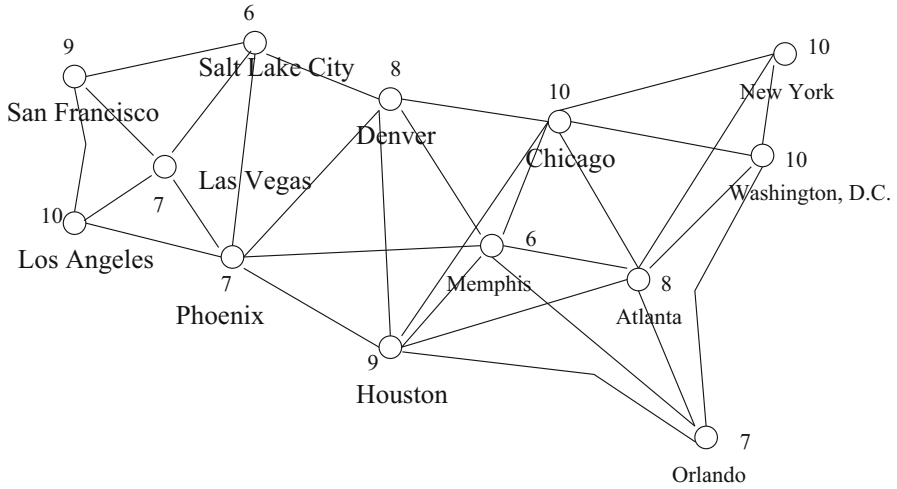 6
9
10
Salt Lake City
8
10
New York
San Francisco
Denver
Chicago
10
Las Vegas
Washington, D.C.
7
10
6
Los Angeles
7
Memphis
8
Phoenix
Atlanta
9
Houston
7
Orlando